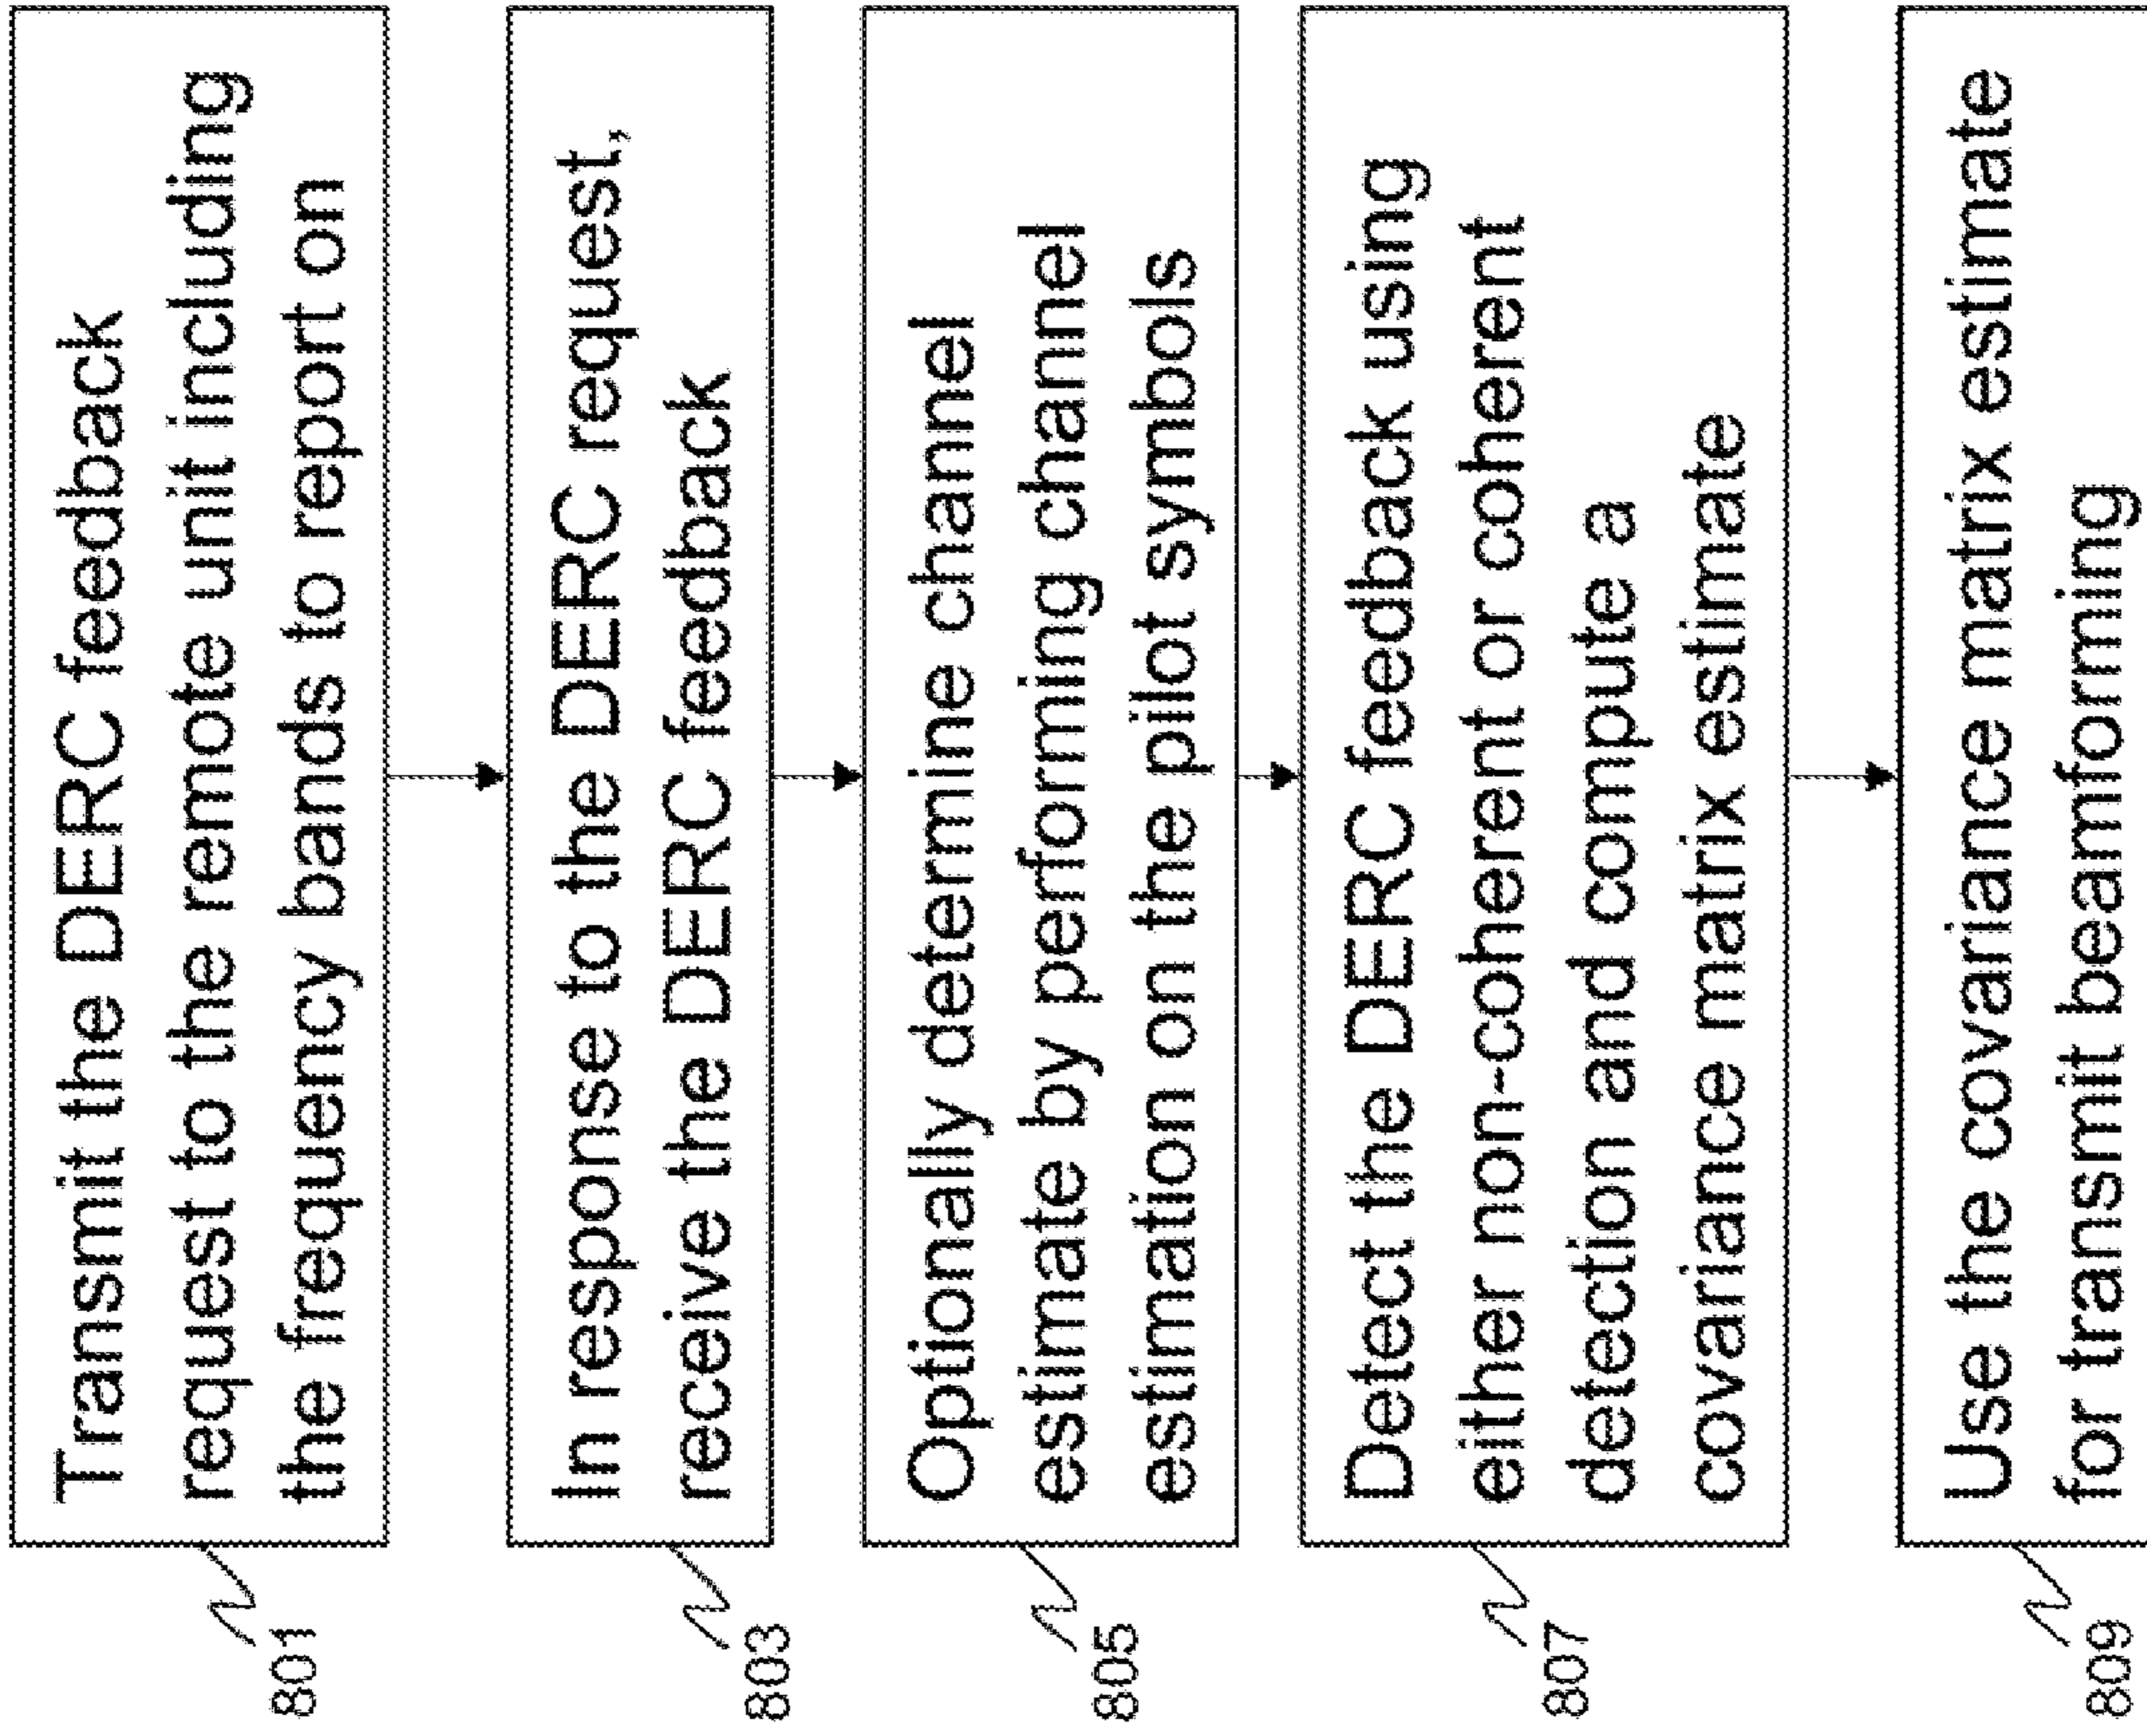 Transmit the DERC feedback
request to the remote unit including
the frequency bands to report on
801
In response to the DERC request,
receive the DERC feedback
803
Optionally determine channel
estimate by performing channel
estimation on the pilot symbols
805
Detect the DERC feedback using
either non-coherent or coherent
detection and compute a
covariance matrix estimate
807
Use the covariance matrix estimate
for transmit beamforming
809